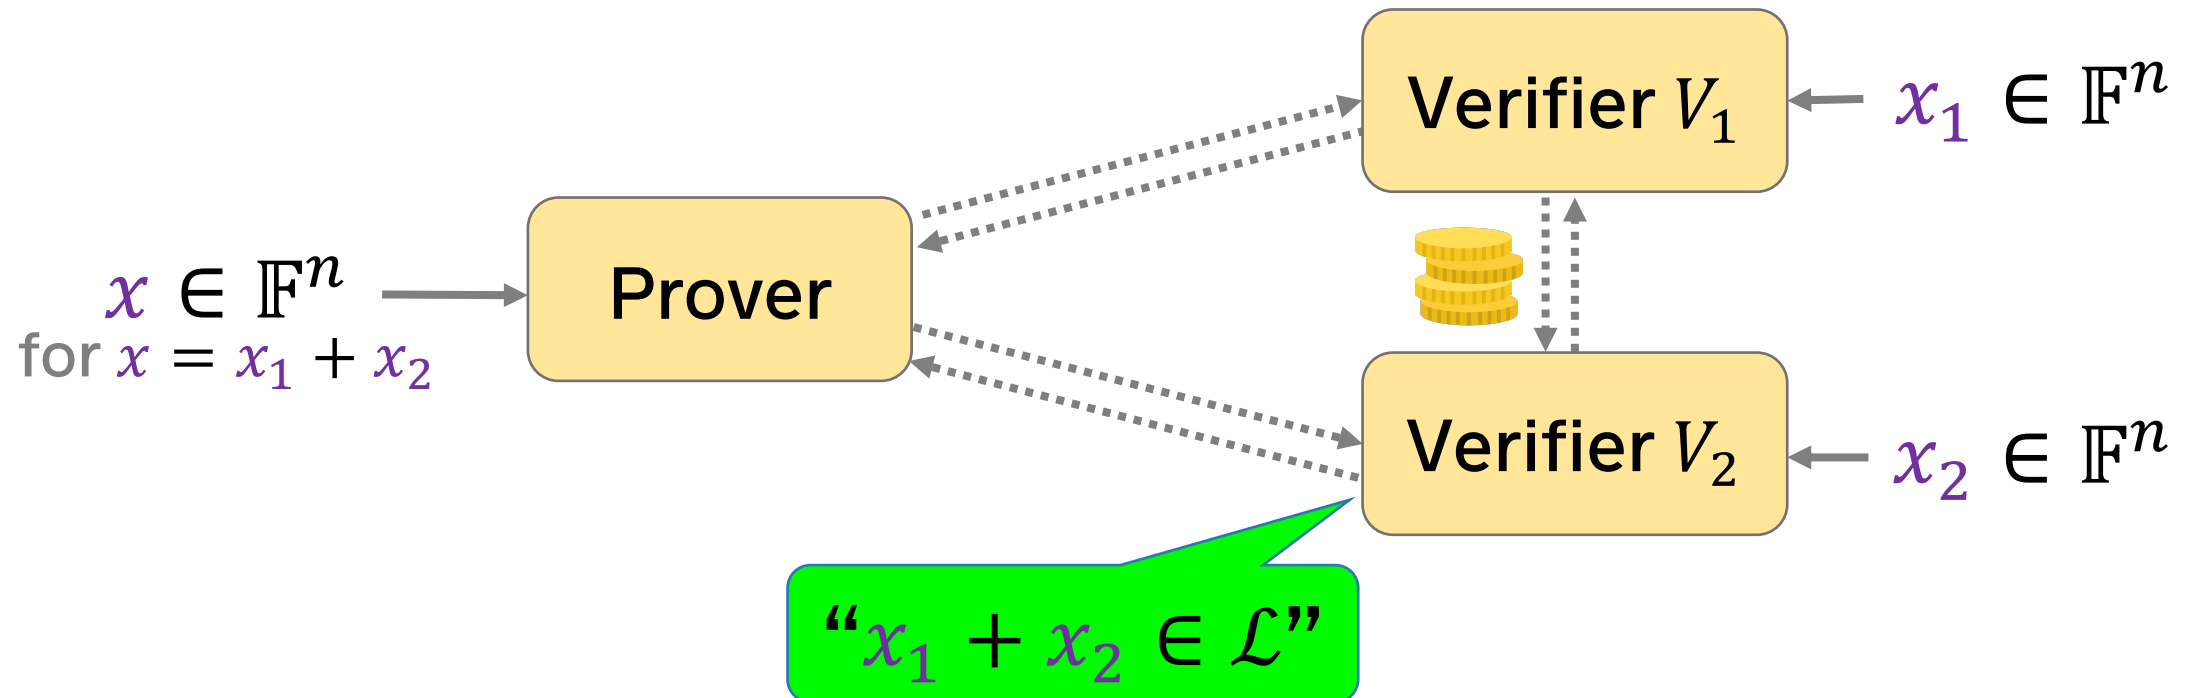 Verifier V₁
x₁ ∈ 𝔽ⁿ
x ∈ 𝔽ⁿ
for x = x₁ + x₂
Prover
Verifier V₂
x₂ ∈ 𝔽ⁿ
“x₁ + x₂ ∈ ℒ”